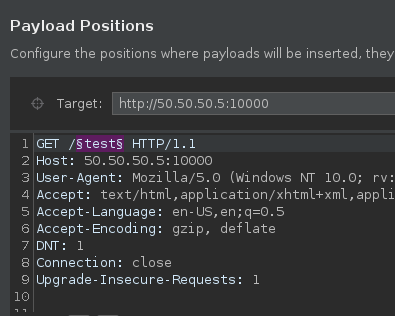 Payload Positions
Configure the positions where payloads will be inserted, they
Target: http://50.50.50.5:10000
1 GET /§test§ HTTP/1.1
2 Host: 50.50.50.5:10000
3 User-Agent: Mozilla/5.0 (Windows NT 10.0; rv:
4 Accept: text/html,application/xhtml+xml,appli
5 Accept-Language: en-US,en;q=0.5
6 Accept-Encoding: gzip, deflate
7 DNT: 1
8 Connection: close
9 Upgrade-Insecure-Requests: 1
10
11